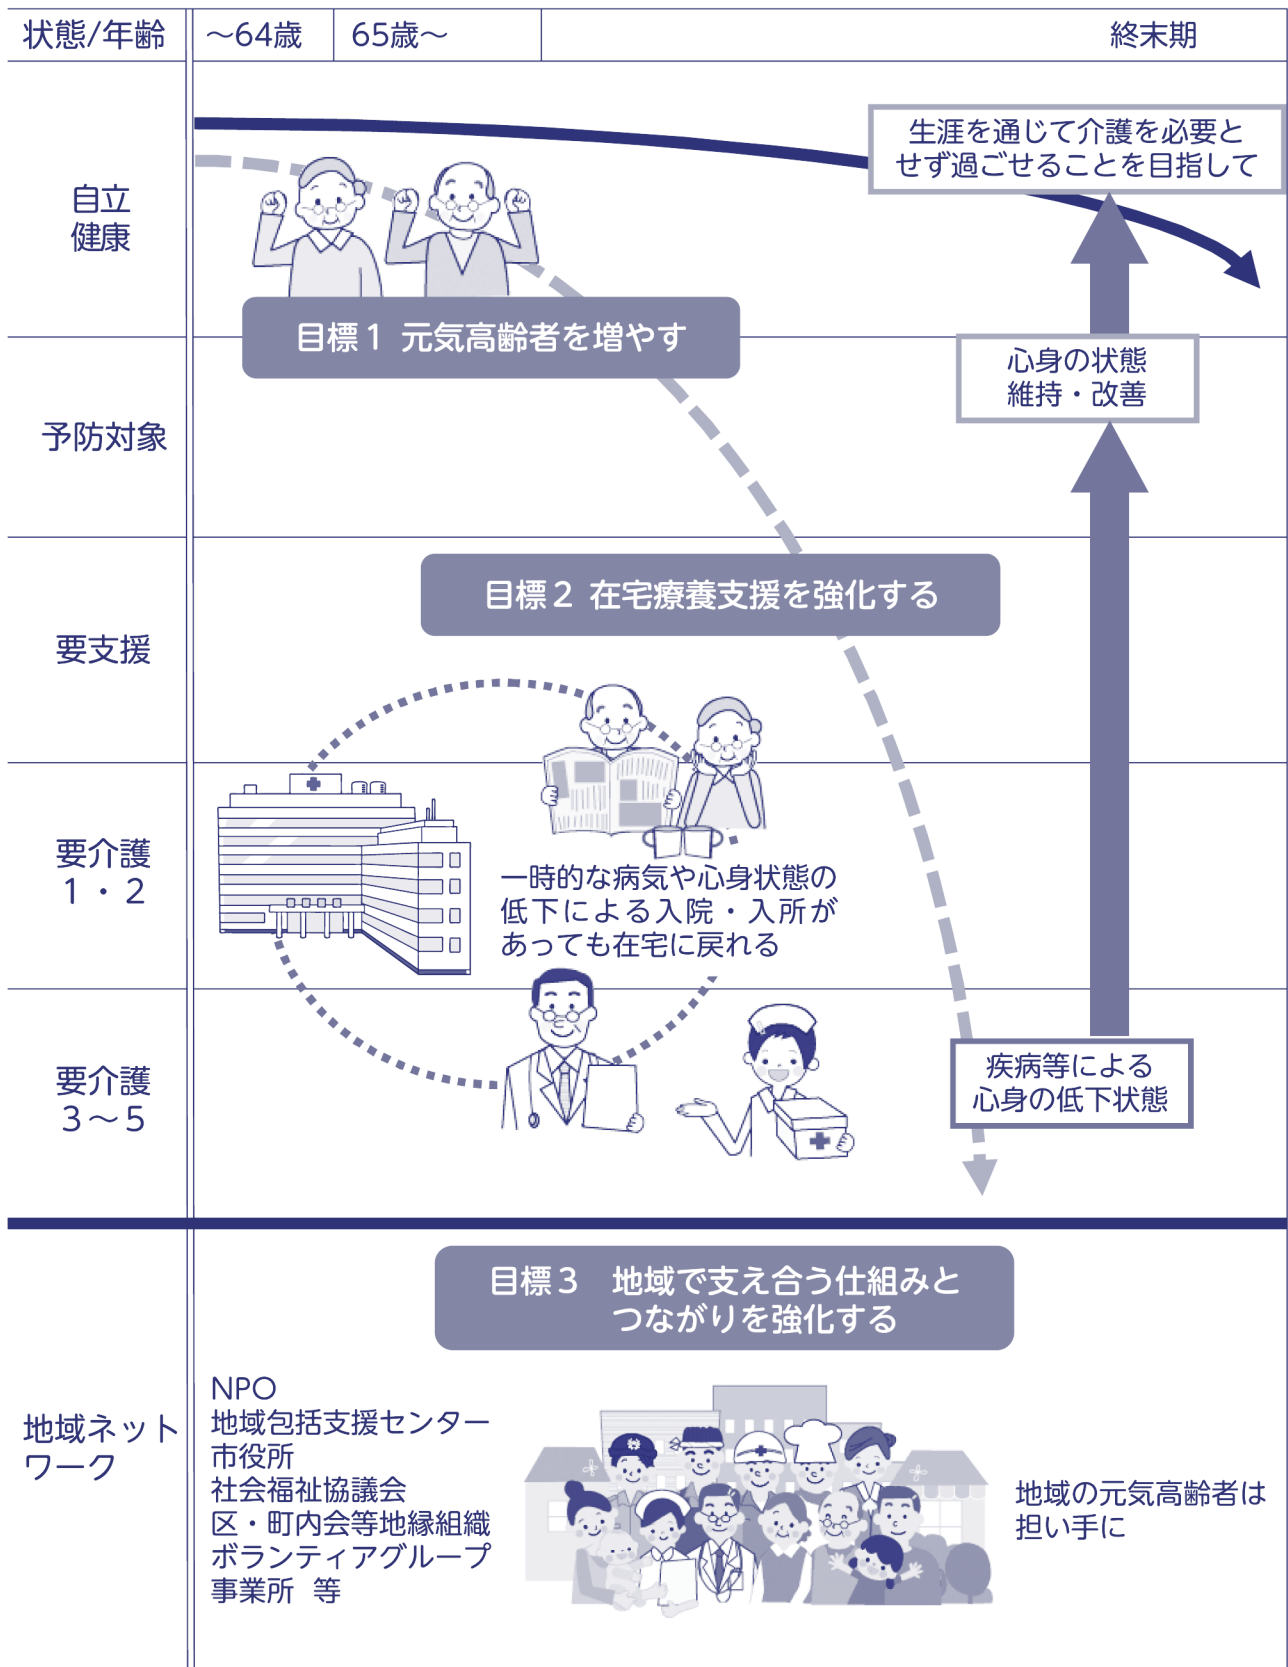 状態/年齢
～64歳
65歳～
終末期
生涯を通じて介護を必要と
せず過ごせることを目指して
自立
健康
目標１ 元気高齢者を増やす
心身の状態
維持・改善
予防対象
目標２ 在宅療養支援を強化する
要支援
要介護
１・２
一時的な病気や心身状態の
低下による入院・入所が
あっても在宅に戻れる
要介護
３～５
疾病等による
心身の低下状態
目標３　地域で支え合う仕組みと
つながりを強化する
地域ネット
ワーク
NPO
地域包括支援センター
市役所
社会福祉協議会
区・町内会等地縁組織
ボランティアグループ
事業所 等
地域の元気高齢者は
担い手に